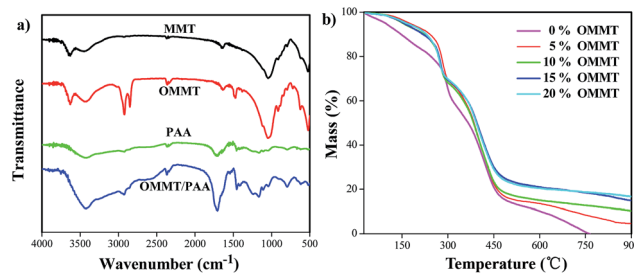 a)
MMT
OMMT
PAA
OMMT/PAA
Transmittance
4000 3500 3000 2500 2000 1500 1000 500
Wavenumber (cm-1)
b)
100
80
60
40
20
0
Mass (%)
0 % OMMT
5 % OMMT
10 % OMMT
15 % OMMT
20 % OMMT
150 300 450 600 750 90
Temperature (℃)